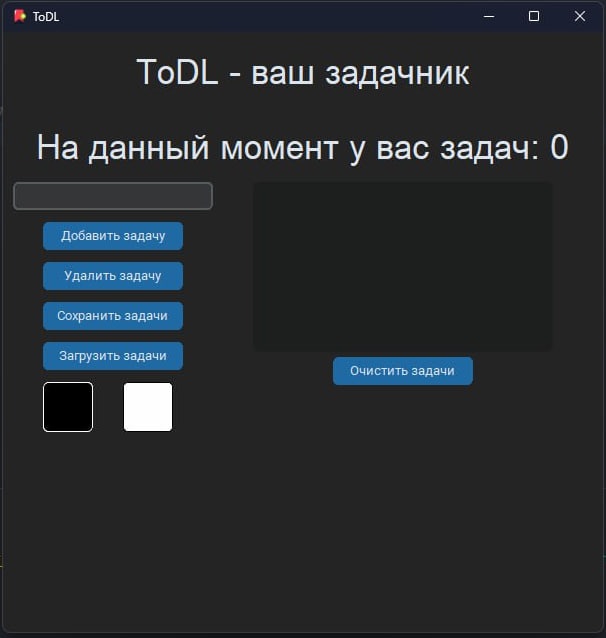 ToDL
ToDL - ваш задачник
На данный момент у вас задач: 0
Добавить задачу
Удалить задачу
Сохранить задачи
Загрузить задачи
Очистить задачи